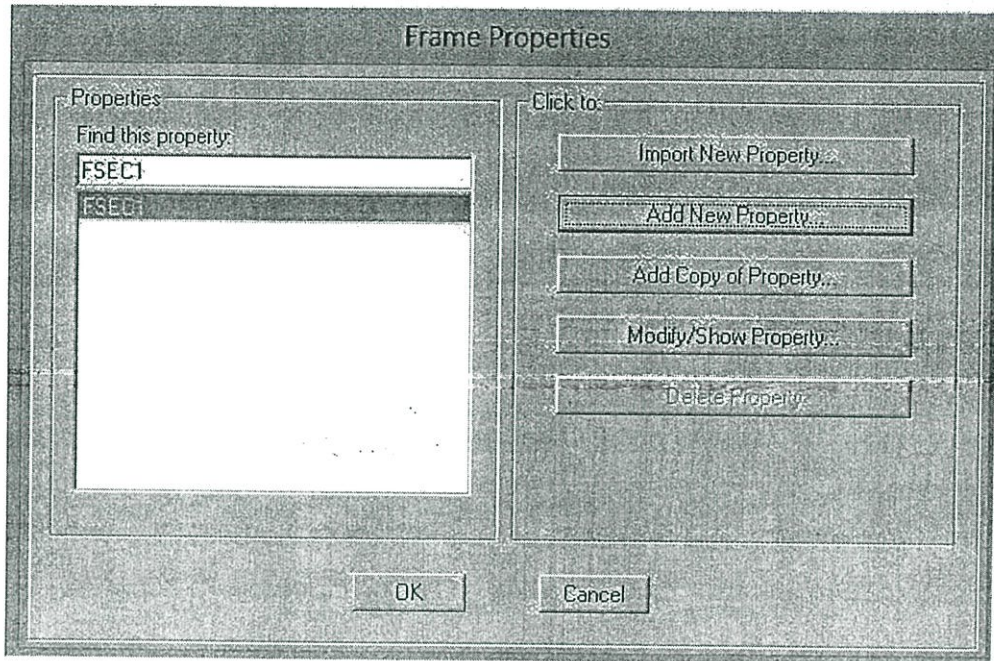 Frame Properties
Properties
Find this property:
FSEC1
FSEC1
Click to:
Import New Property...
Add New Property...
Add Copy of Property...
Modify/Show Property...
Delete Property
OK
Cancel